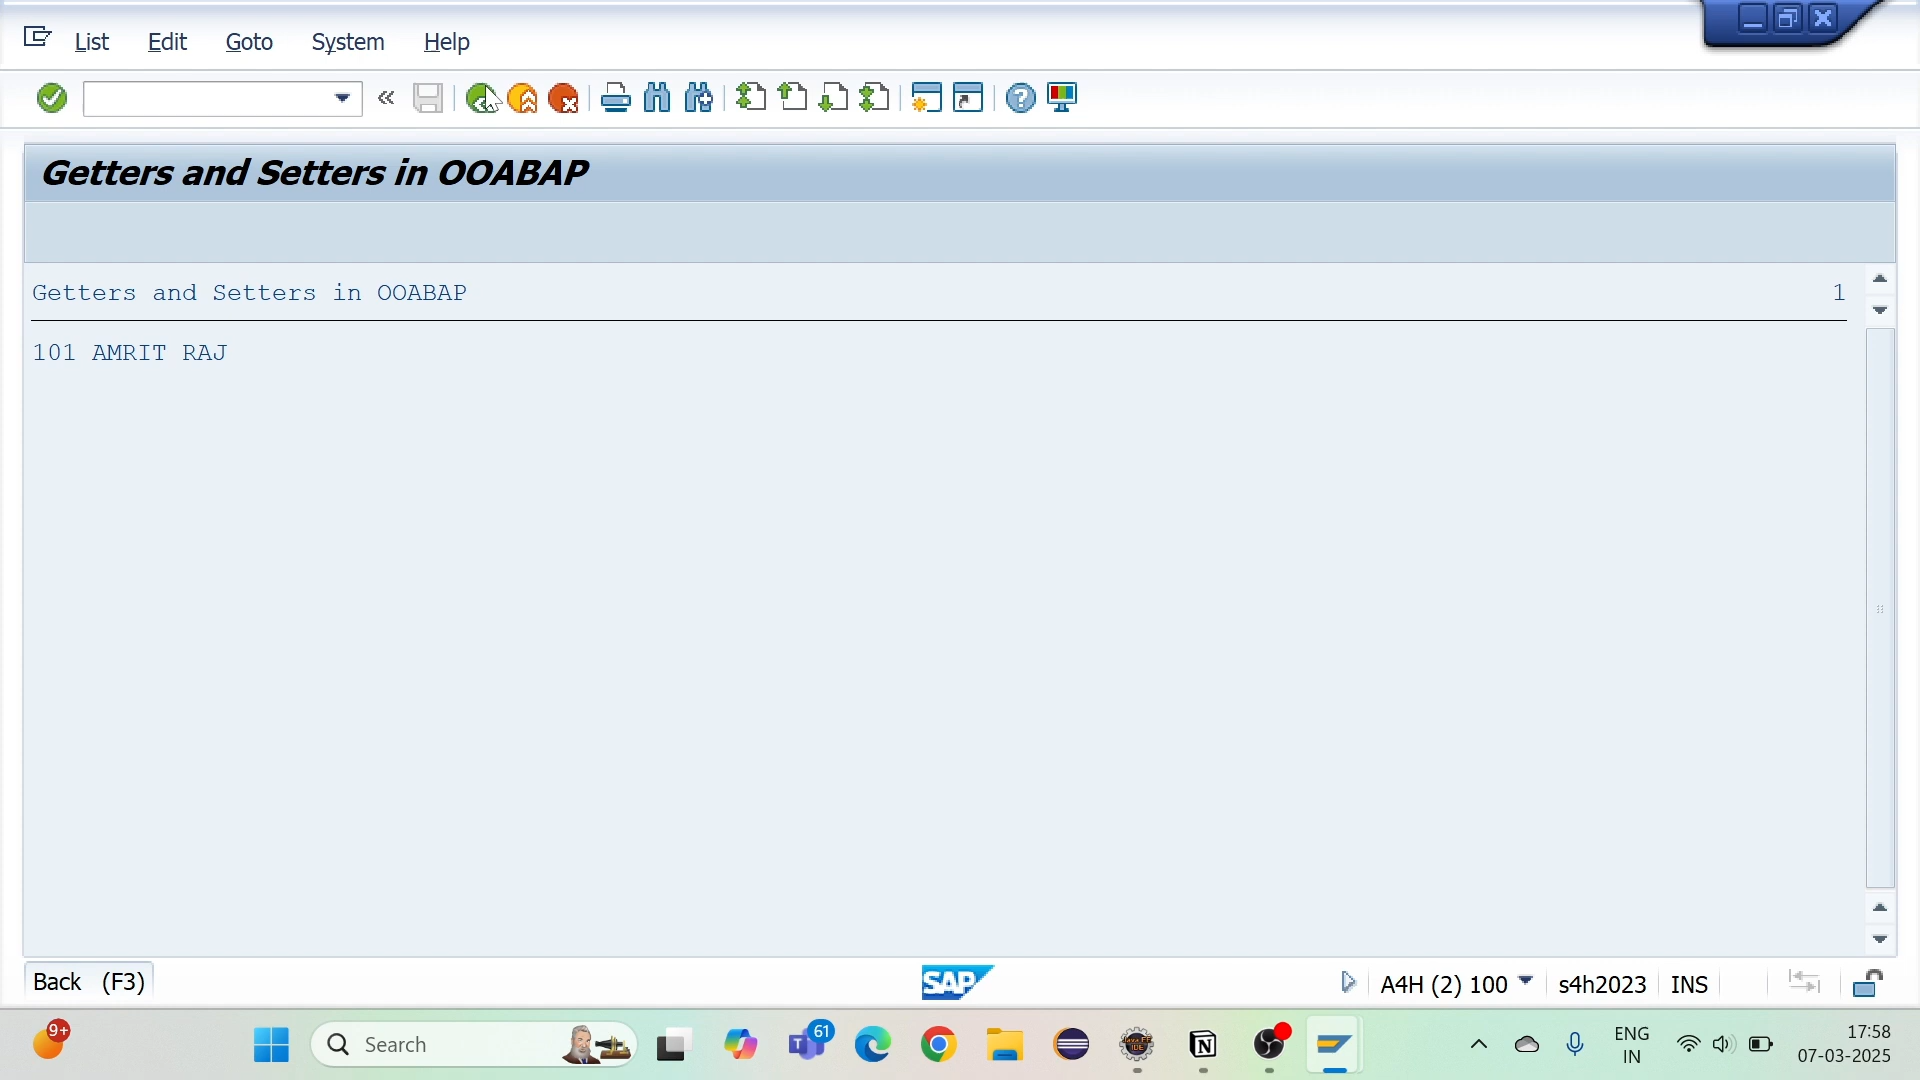 List Edit Goto System Help
Getters and Setters in OOABAP
Getters and Setters in OOABAP 1
101 AMRIT RAJ
Back (F3)
SAP
A4H (2) 100
s4h2023
INS
9+
Search
61
ENG
IN
17:58
07-03-2025